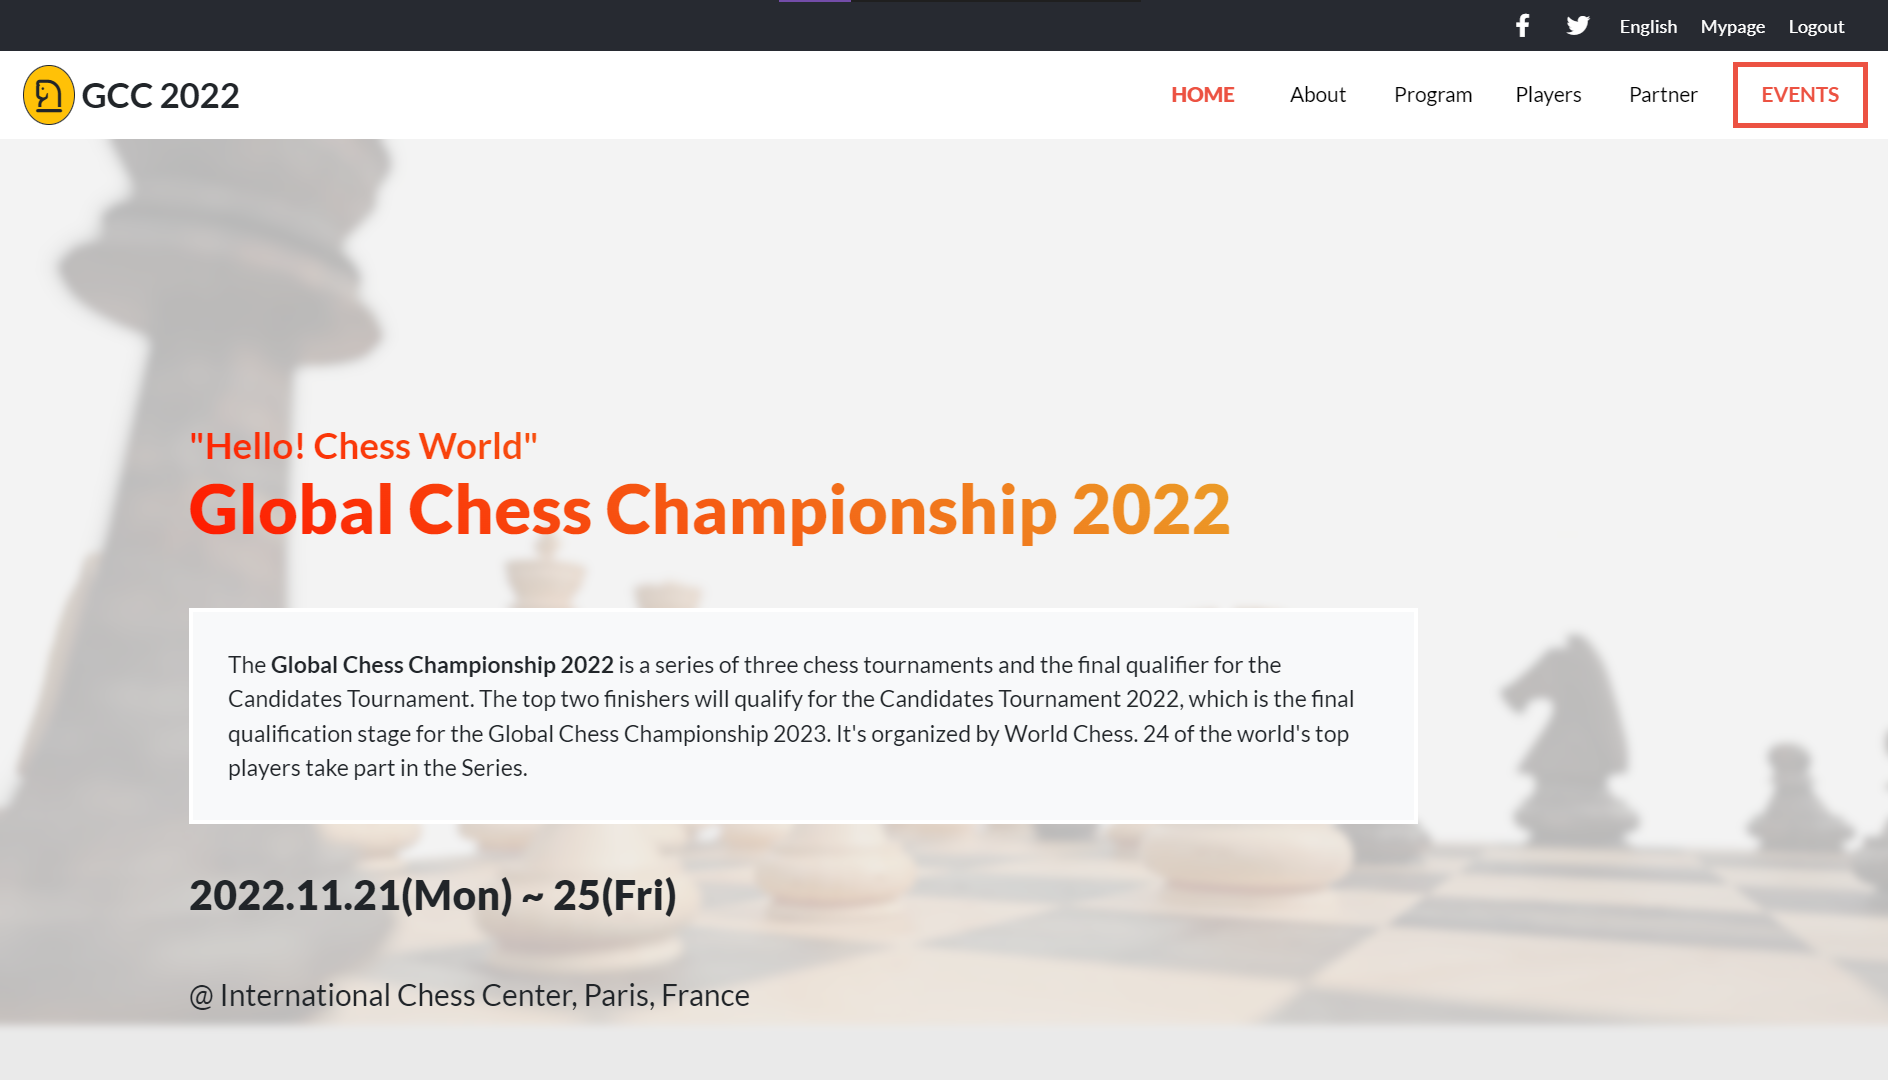 English Mypage Logout
GCC 2022
HOME About Program Players Partner EVENTS
"Hello! Chess World"
Global Chess Championship 2022
The Global Chess Championship 2022 is a series of three chess tournaments and the final qualifier for the
Candidates Tournament. The top two finishers will qualify for the Candidates Tournament 2022, which is the final
qualification stage for the Global Chess Championship 2023. It's organized by World Chess. 24 of the world's top
players take part in the Series.
2022.11.21(Mon) ~ 25(Fri)
@ International Chess Center, Paris, France